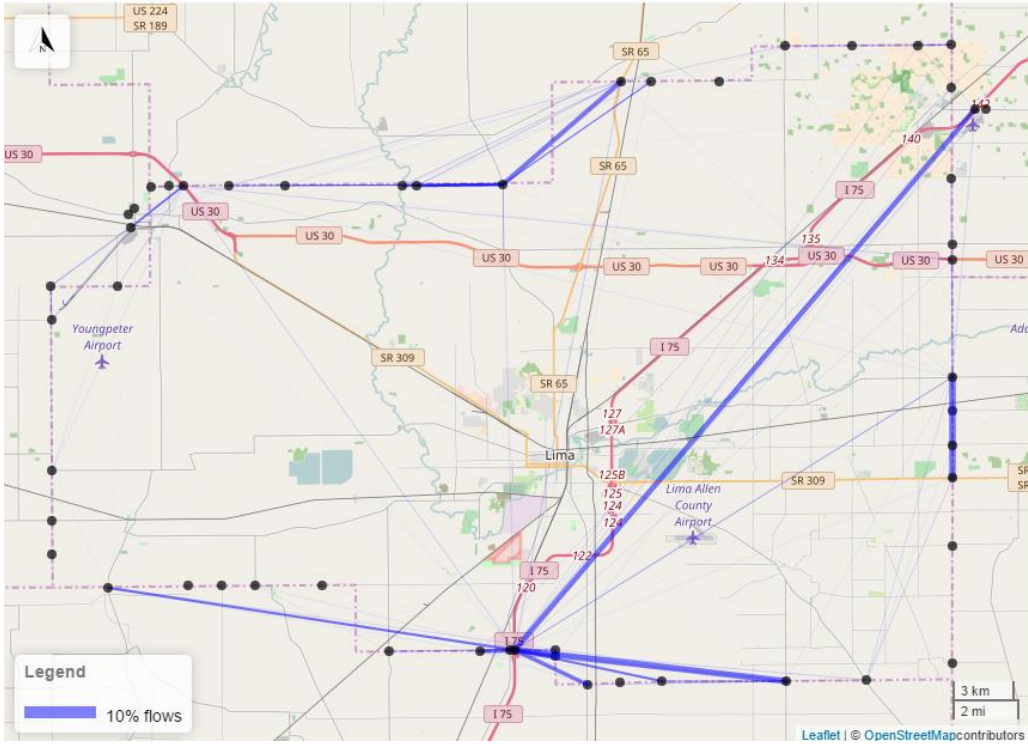 US 224
SR 189
N
SR 65
142
140
US 30
SR 65
I 75
US 30
135
US 30
US 30
134
US 30
US 30
US 30
US 30
Youngpeter
Airport
I 75
SR 309
SR 65
127
127A
Lima
125B
SR 309
125
124
124
Lima Allen
County
Airport
122
I 75
120
I 75
Legend
10% flows
I 75
3 km
2 mi
Leaflet | © OpenStreetMapcontributors